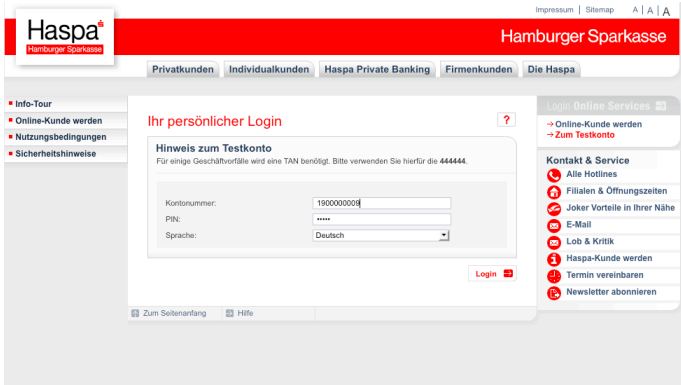 Impressum | Sitemap A | A | A
Haspa
Hamburger Sparkasse
Hamburger Sparkasse
Privatkunden Individualkunden Haspa Private Banking Firmenkunden Die Haspa
Info-Tour
Online-Kunde werden
Nutzungsbedingungen
Sicherheitshinweise
Ihr persönlicher Login ?
Hinweis zum Testkonto
Für einige Geschäftvorfälle wird eine TAN benötigt. Bitte verwenden Sie hierfür die 444444.
Kontonummer: 1900000009
PIN: •••••
Sprache: Deutsch
Login
Zum Seitenanfang Hilfe
Login Online Services
Online-Kunde werden
Zum Testkonto
Kontakt & Service
Alle Hotlines
Filialen & Öffnungszeiten
Joker Vorteile in Ihrer Nähe
E-Mail
Lob & Kritik
Haspa-Kunde werden
Termin vereinbaren
Newsletter abonnieren